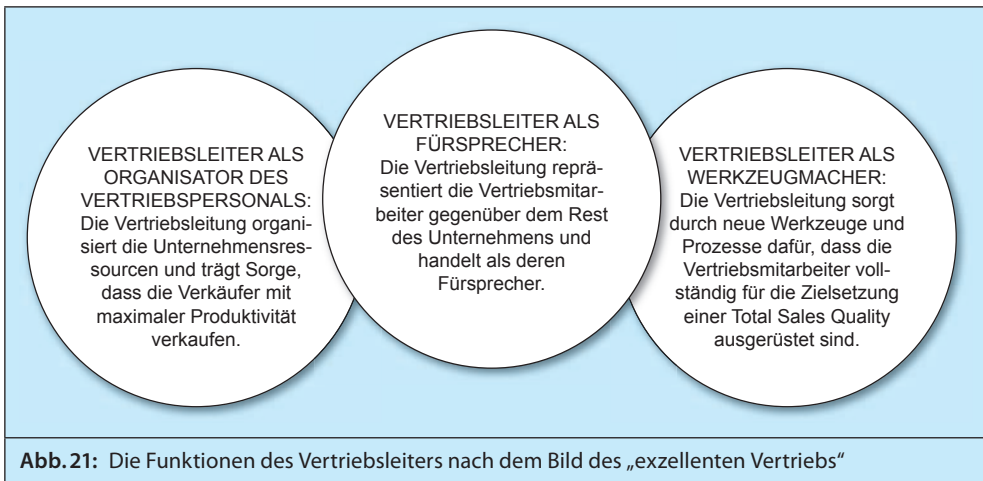 VERTRIEBSLEITER ALS
ORGANISATOR DES
VERTRIEBSPERSONALS:
Die Vertriebsleitung organi-
siert die Unternehmensres-
sourcen und trägt Sorge,
dass die Verkäufer mit
maximaler Produktivität
verkaufen.
VERTRIEBSLEITER ALS
FÜRSPRECHER:
Die Vertriebsleitung reprä-
sentiert die Vertriebsmitar-
beiter gegenüber dem Rest
des Unternehmens und
handelt als deren
Fürsprecher.
VERTRIEBSLEITER ALS
WERKZEUGMACHER:
Die Vertriebsleitung sorgt
durch neue Werkzeuge und
Prozesse dafür, dass die
Vertriebsmitarbeiter voll-
ständig für die Zielsetzung
einer Total Sales Quality
ausgerüstet sind.
Abb. 21: Die Funktionen des Vertriebsleiters nach dem Bild des „exzellenten Vertriebs“